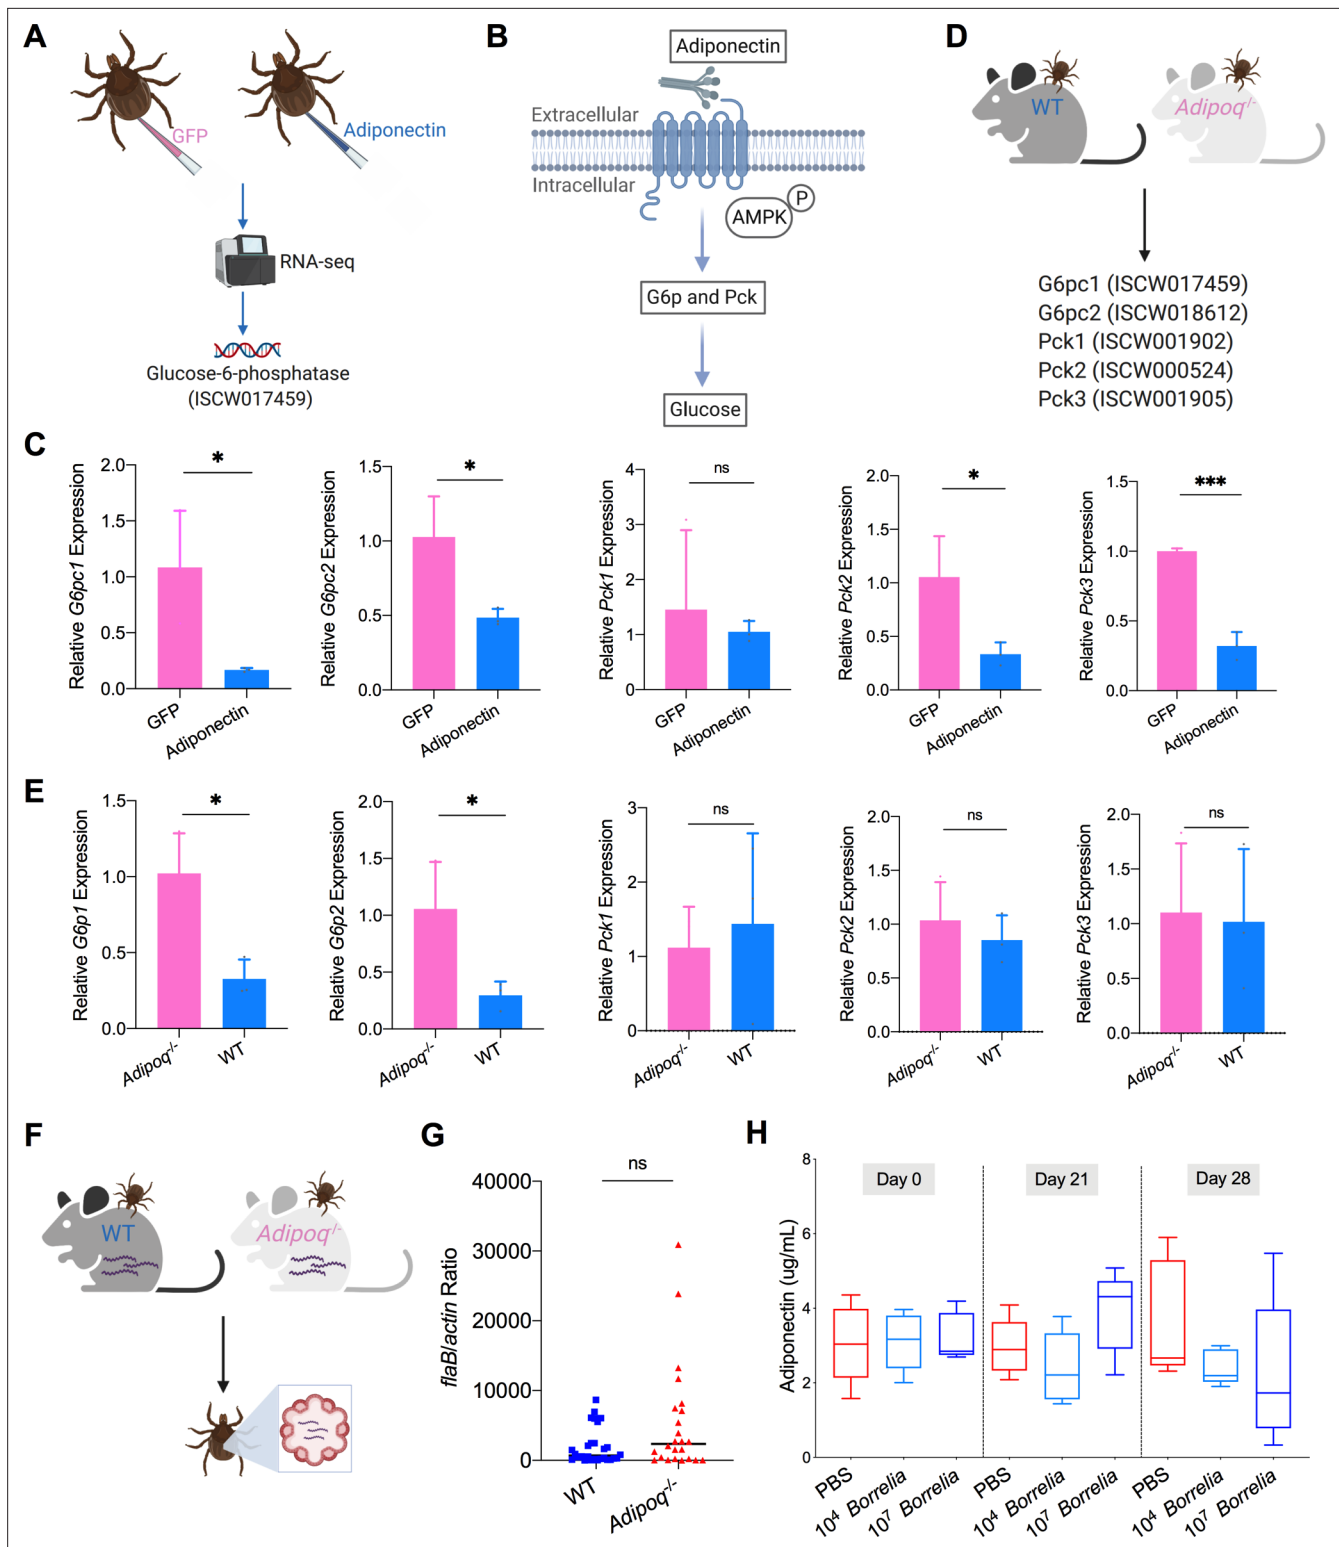 A
GFP
Adiponectin
RNA-seq
Glucose-6-phosphatase
(ISCW017459)
B
Adiponectin
Extracellular
Intracellular
AMPK
P
G6p and Pck
Glucose
D
WT
Adipoq-/-
G6pc1 (ISCW017459)
G6pc2 (ISCW018612)
Pck1 (ISCW001902)
Pck2 (ISCW000524)
Pck3 (ISCW001905)
C
Relative G6pc1 Expression
2.0
1.5
1.0
0.5
0.0
*
GFP
Adiponectin
Relative G6pc2 Expression
1.5
1.0
0.5
0.0
*
GFP
Adiponectin
Relative Pck1 Expression
4
3
2
1
0
ns
GFP
Adiponectin
Relative Pck2 Expression
2.0
1.5
1.0
0.5
0.0
*
GFP
Adiponectin
Relative Pck3 Expression
1.5
1.0
0.5
0.0
***
GFP
Adiponectin
E
Relative G6p1 Expression
1.5
1.0
0.5
0.0
*
Adipoq-/-
WT
Relative G6p2 Expression
2.0
1.5
1.0
0.5
0.0
*
Adipoq-/-
WT
Relative Pck1 Expression
3
2
1
0
ns
Adipoq-/-
WT
Relative Pck2 Expression
2.0
1.5
1.0
0.5
0.0
ns
Adipoq-/-
WT
Relative Pck3 Expression
2.0
1.5
1.0
0.5
0.0
ns
Adipoq-/-
WT
F
WT
Adipoq-/-
G
flaB/actin Ratio
40000
30000
20000
10000
0
ns
WT
Adipoq-/-
H
Adiponectin (ug/mL)
8
6
4
2
0
Day 0
Day 21
Day 28
PBS
10⁴ Borrelia
10⁷ Borrelia
PBS
10⁴ Borrelia
10⁷ Borrelia
PBS
10⁴ Borrelia
10⁷ Borrelia